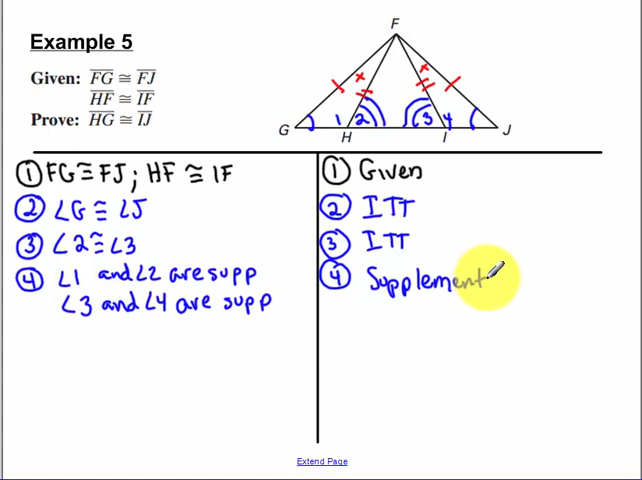 Example 5
Given: FG ≅ FJ
HF ≅ IF
Prove: HG ≅ IJ
F
G
H
I
J
1
2
3
4
x
x
① FG ≅ FJ ; HF ≅ IF
① Given
② ∠G ≅ ∠J
② ITT
③ ∠2 ≅ ∠3
③ ITT
④ ∠1 and ∠2 are supp
∠3 and ∠4 are supp
④ Supplement
Extend Page